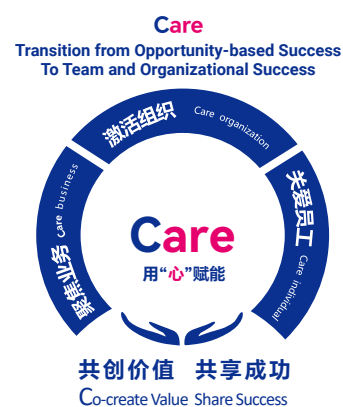 Care
Transition from Opportunity-based Success
To Team and Organizational Success
激活组织 Care organization
聚焦业务 Care business
关爱员工 Care individual
Care
用“心”赋能
共创价值 共享成功
Co-create Value Share Success